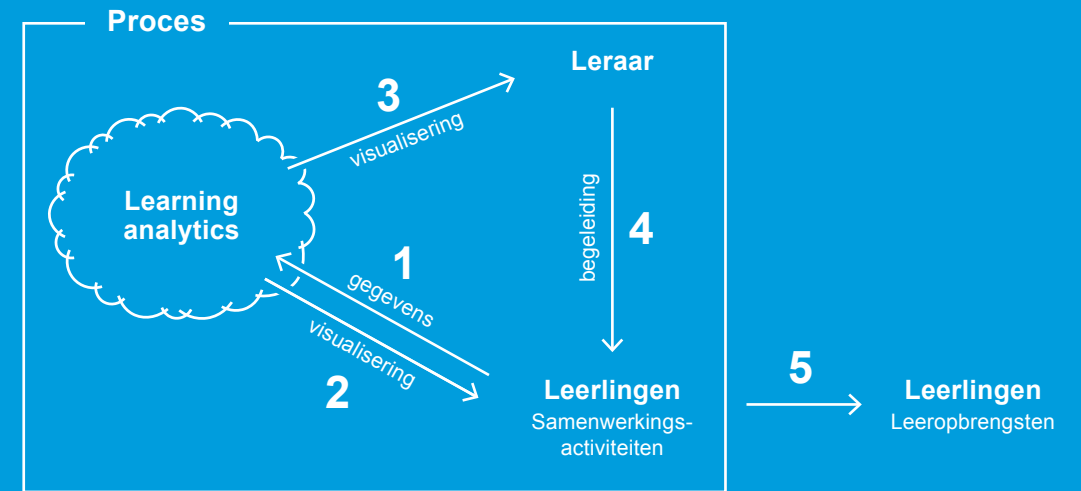 Proces
Leraar
3
visualisering
Learning
analytics
begeleiding
4
1
gegevens
visualisering
2
Leerlingen
Samenwerkings-
activiteiten
5
Leerlingen
Leeropbrengsten